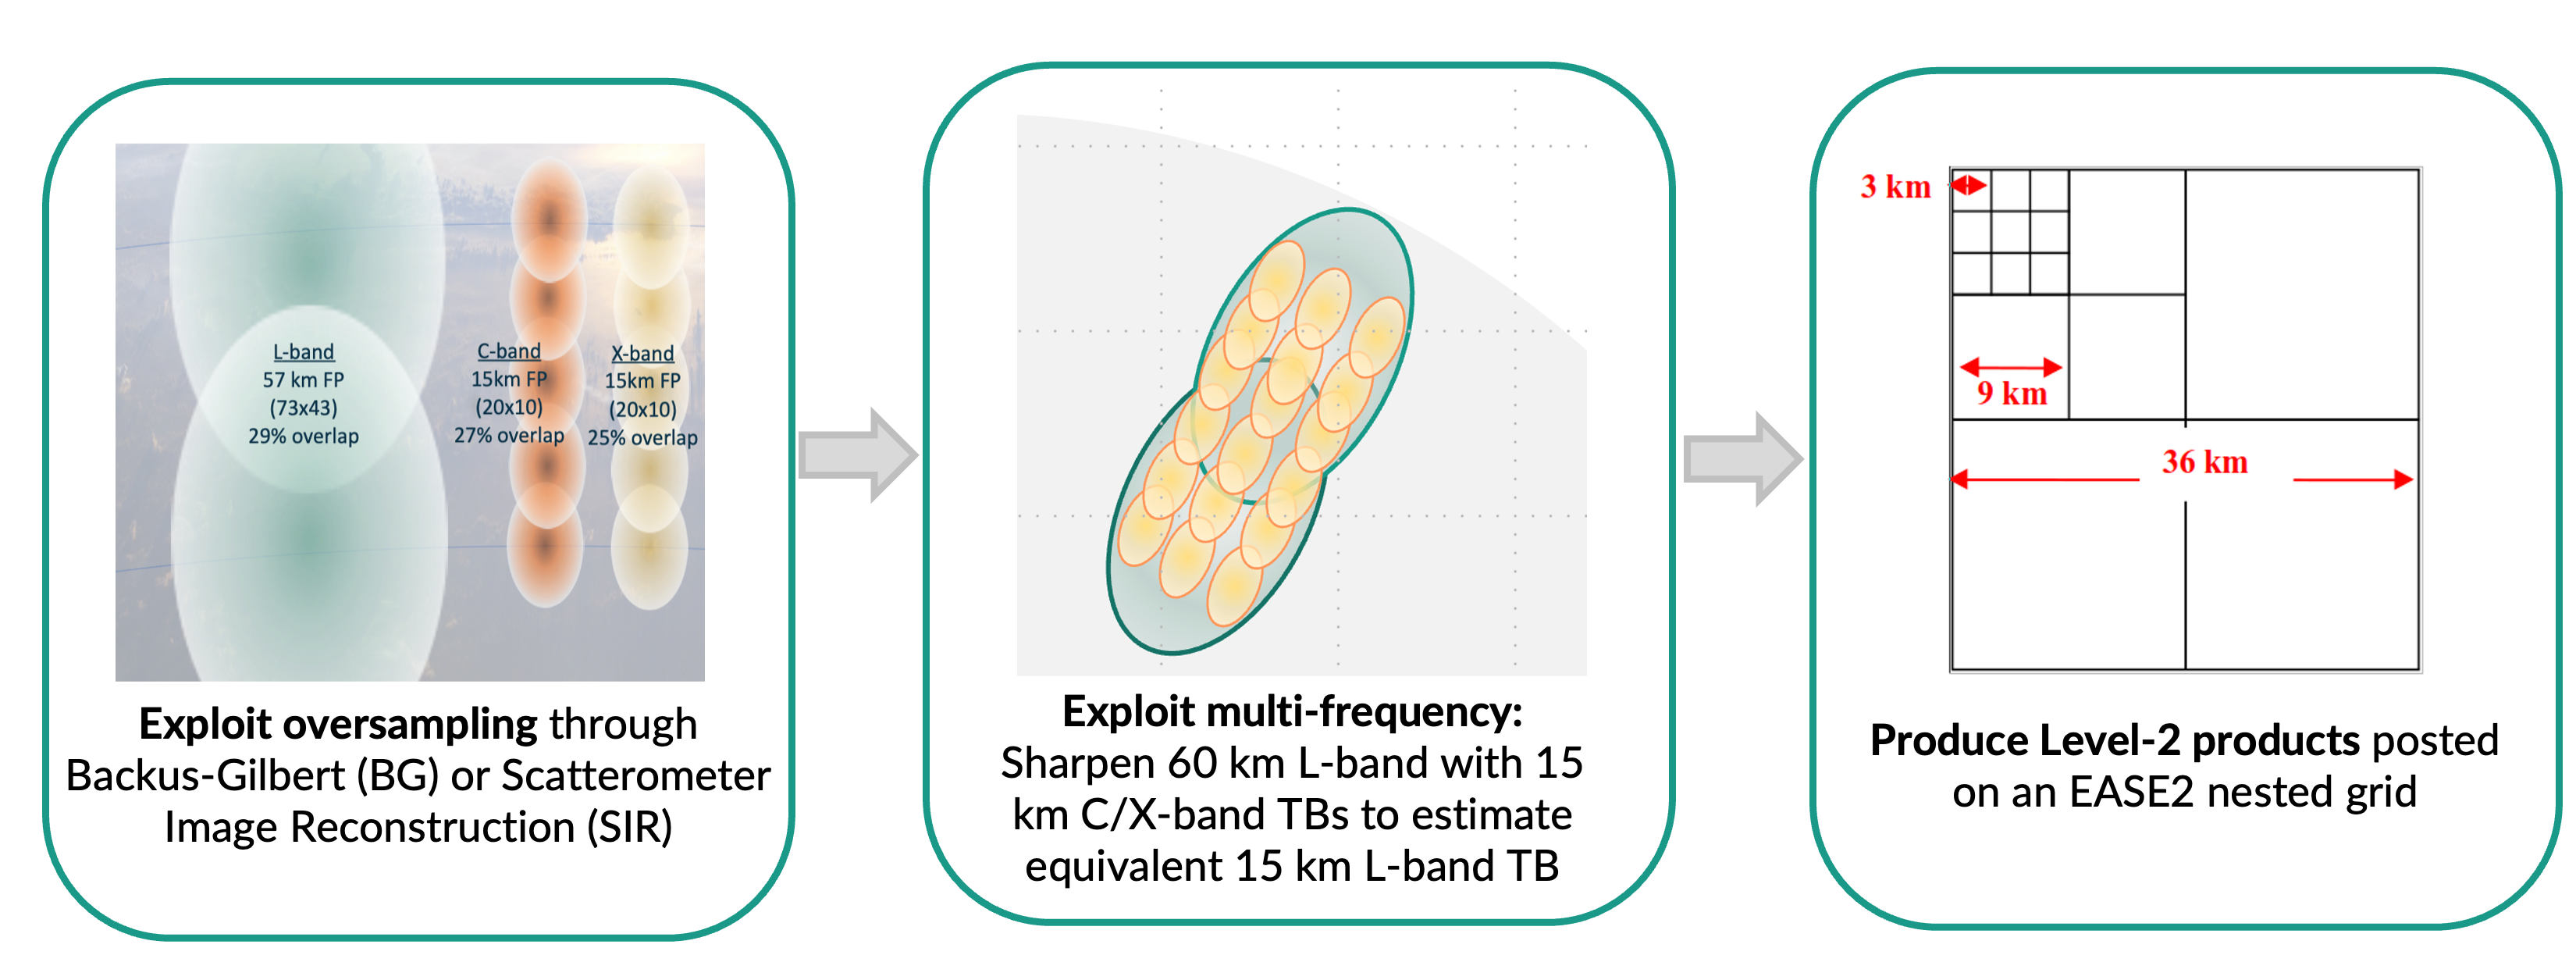 L-band
57 km FP
(73x43)
29% overlap
C-band
15km FP
(20x10)
27% overlap
X-band
15km FP
(20x10)
25% overlap
Exploit oversampling through
Backus-Gilbert (BG) or Scatterometer
Image Reconstruction (SIR)
Exploit multi-frequency:
Sharpen 60 km L-band with 15
km C/X-band TBs to estimate
equivalent 15 km L-band TB
3 km
9 km
36 km
Produce Level-2 products posted
on an EASE2 nested grid